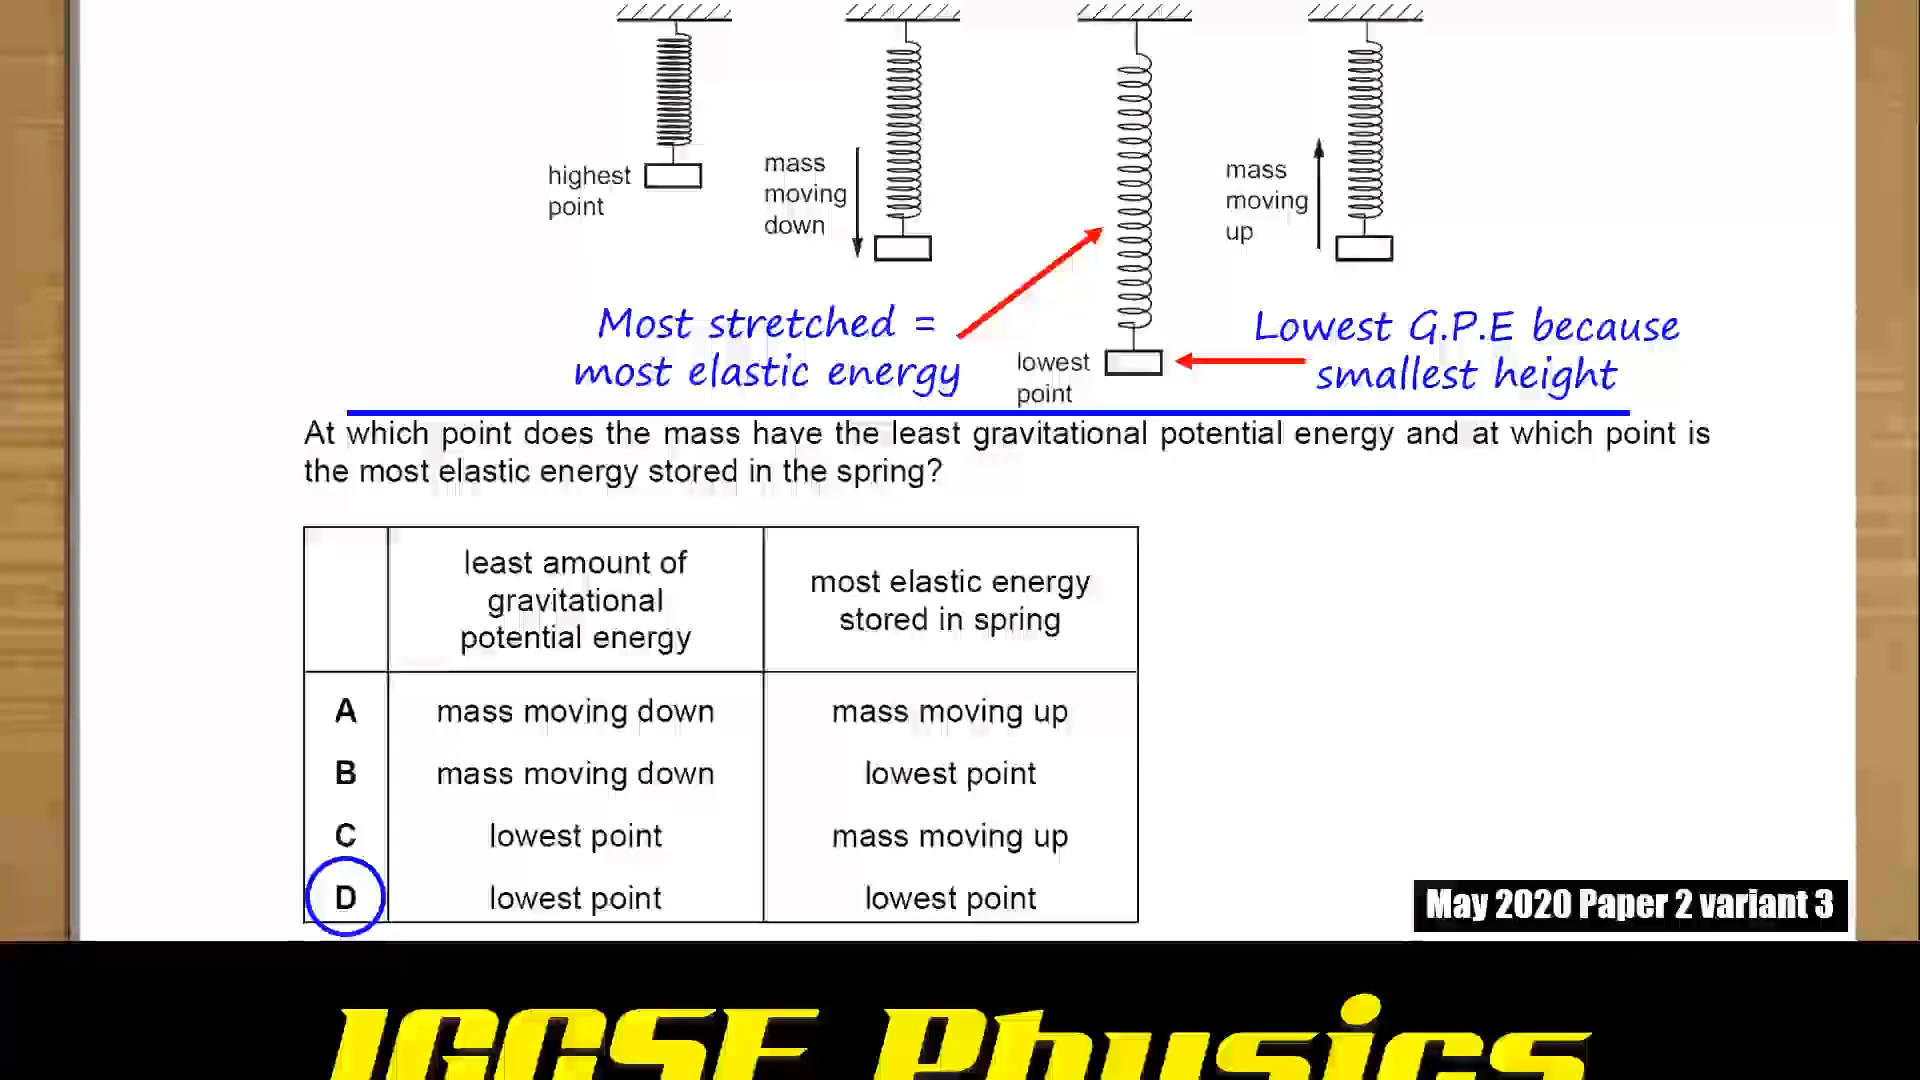 highest
point
mass
moving
down
mass
moving
up
Most stretched =
most elastic energy
lowest
point
Lowest G.P.E because
smallest height
At which point does the mass have the least gravitational potential energy and at which point is
the most elastic energy stored in the spring?
least amount of
gravitational
potential energy
most elastic energy
stored in spring
A mass moving down mass moving up
B mass moving down lowest point
C lowest point mass moving up
D lowest point lowest point
May 2020 Paper 2 variant 3
IGCSE Physics